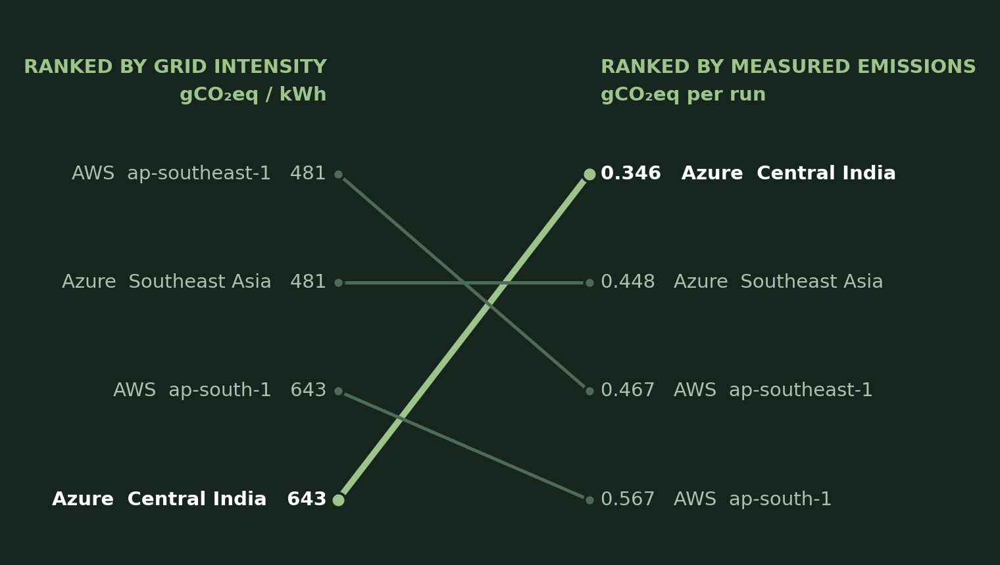 RANKED BY GRID INTENSITY
gCO₂eq / kWh
AWS ap-southeast-1 481
Azure Southeast Asia 481
AWS ap-south-1 643
Azure Central India 643
RANKED BY MEASURED EMISSIONS
gCO₂eq per run
0.346 Azure Central India
0.448 Azure Southeast Asia
0.467 AWS ap-southeast-1
0.567 AWS ap-south-1